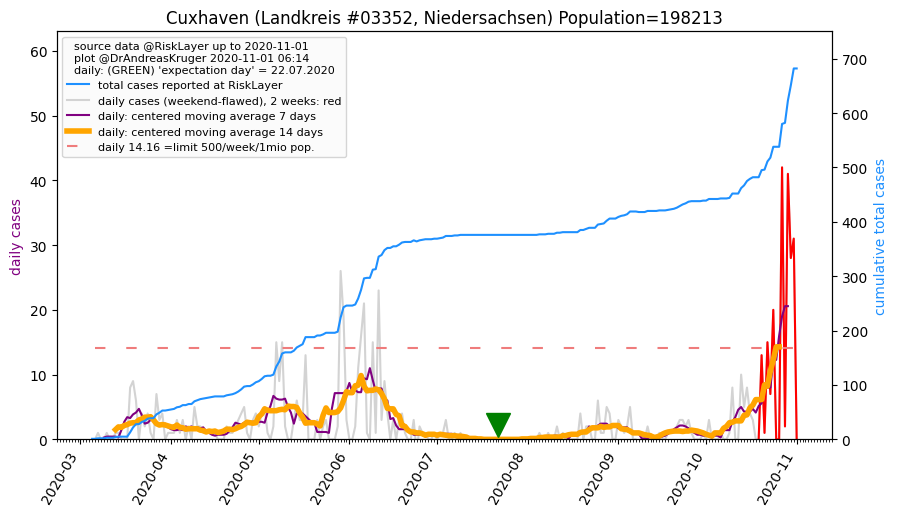 Cuxhaven (Landkreis #03352, Niedersachsen) Population=198213
source data @RiskLayer up to 2020-11-01
plot @DrAndreasKruger 2020-11-01 06:14
daily: (GREEN) 'expectation day' = 22.07.2020
total cases reported at RiskLayer
daily cases (weekend-flawed), 2 weeks: red
daily: centered moving average 7 days
daily: centered moving average 14 days
daily 14.16 =limit 500/week/1mio pop.
daily cases
60
50
40
30
20
10
0
cumulative total cases
700
600
500
400
300
200
100
0
2020-03
2020-04
2020-05
2020-06
2020-07
2020-08
2020-09
2020-10
2020-11